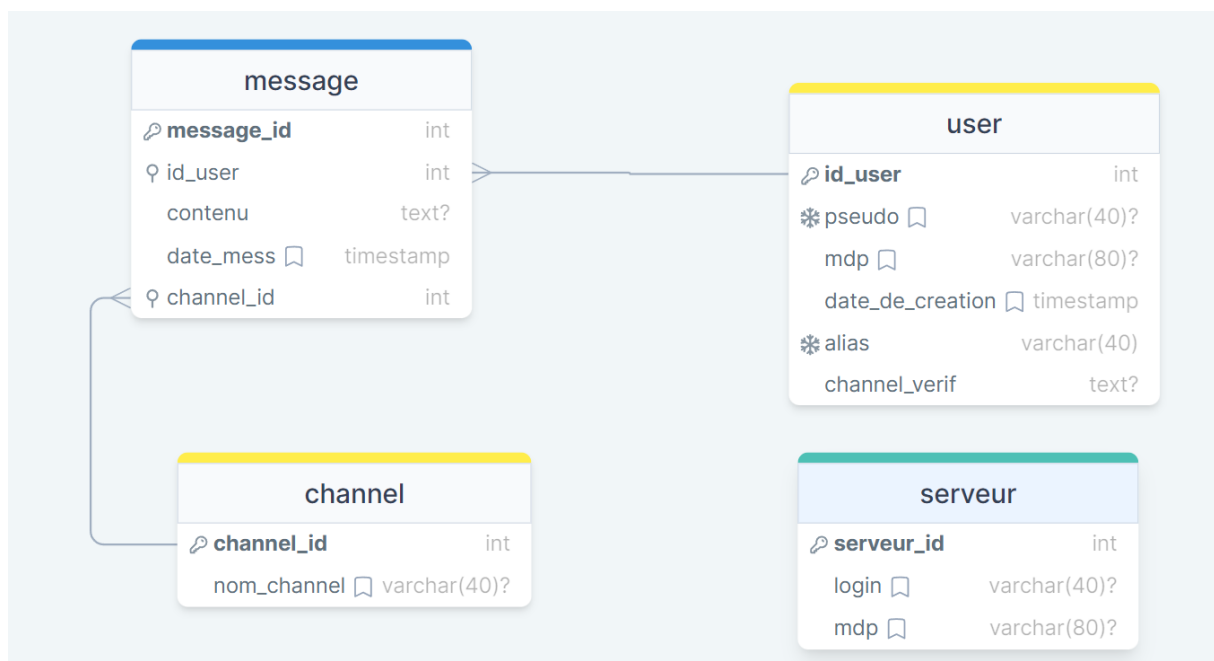 message
message_id int
id_user int
contenu text?
date_mess timestamp
channel_id int
user
id_user int
pseudo varchar(40)?
mdp varchar(80)?
date_de_creation timestamp
alias varchar(40)
channel_verif text?
channel
channel_id int
nom_channel varchar(40)?
serveur
serveur_id int
login varchar(40)?
mdp varchar(80)?